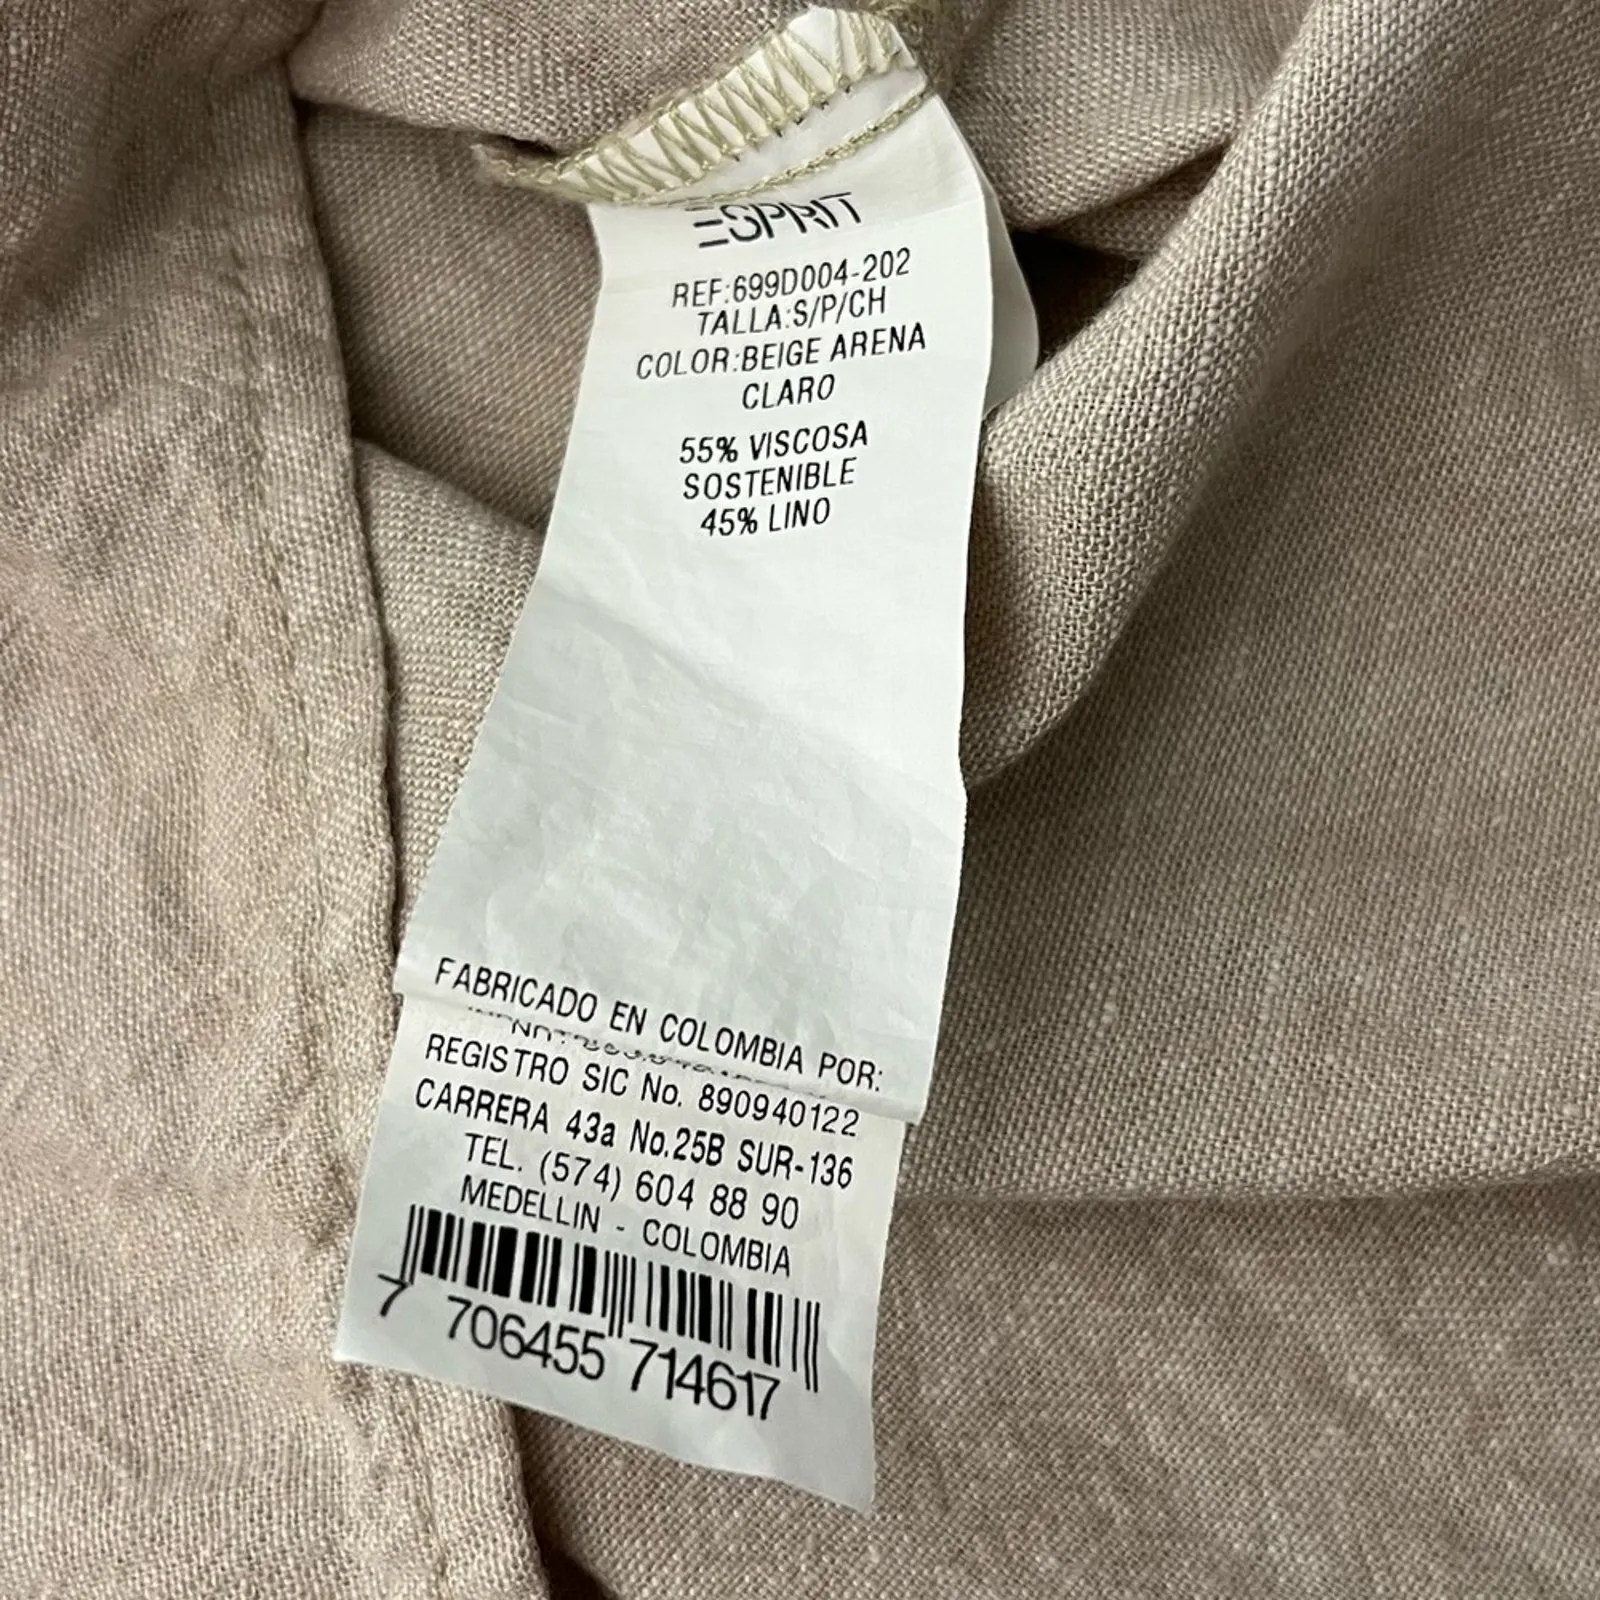 ESPRIT
REF:699D004-202
TALLA:S/P/CH
COLOR:BEIGE ARENA
CLARO
55% VISCOSA
SOSTENIBLE
45% LINO
FABRICADO EN COLOMBIA POR:
REGISTRO SIC No. 890940122
CARRERA 43a No.25B SUR-136
TEL. (574) 604 88 90
MEDELLIN - COLOMBIA
7 706455 714617